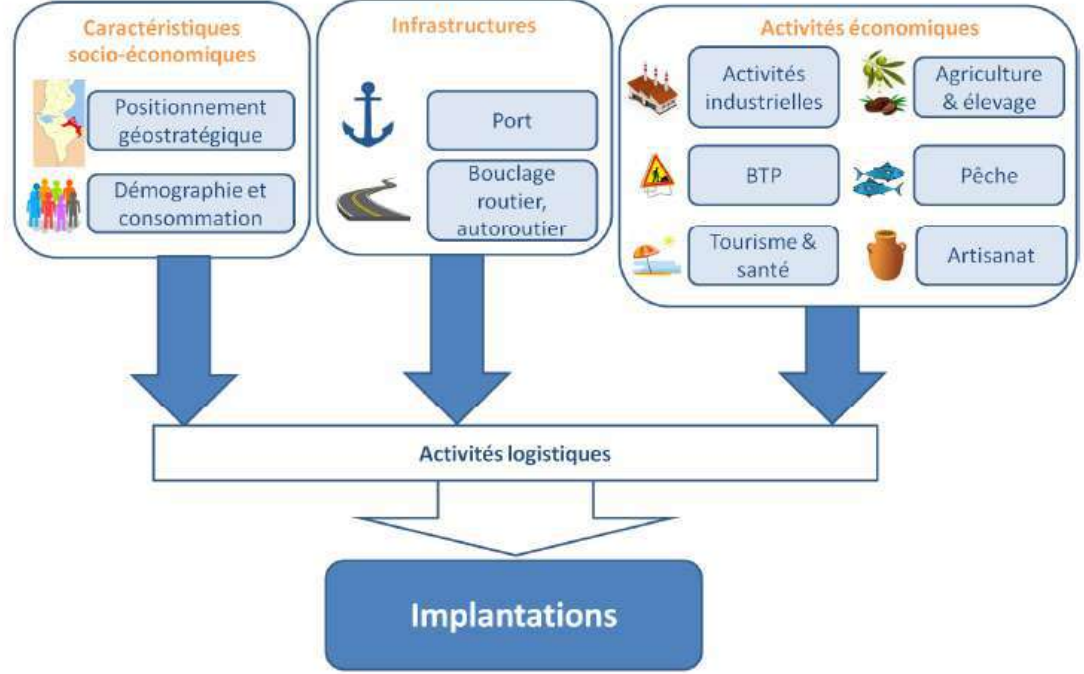 Caractéristiques
socio-économiques
Positionnement
géostratégique
Démographie et
consommation
Infrastructures
Port
Bouclage
routier,
autoroutier
Activités économiques
Activités
industrielles
Agriculture
& élevage
BTP
Pêche
Tourisme &
santé
Artisanat
Activités logistiques
Implantations